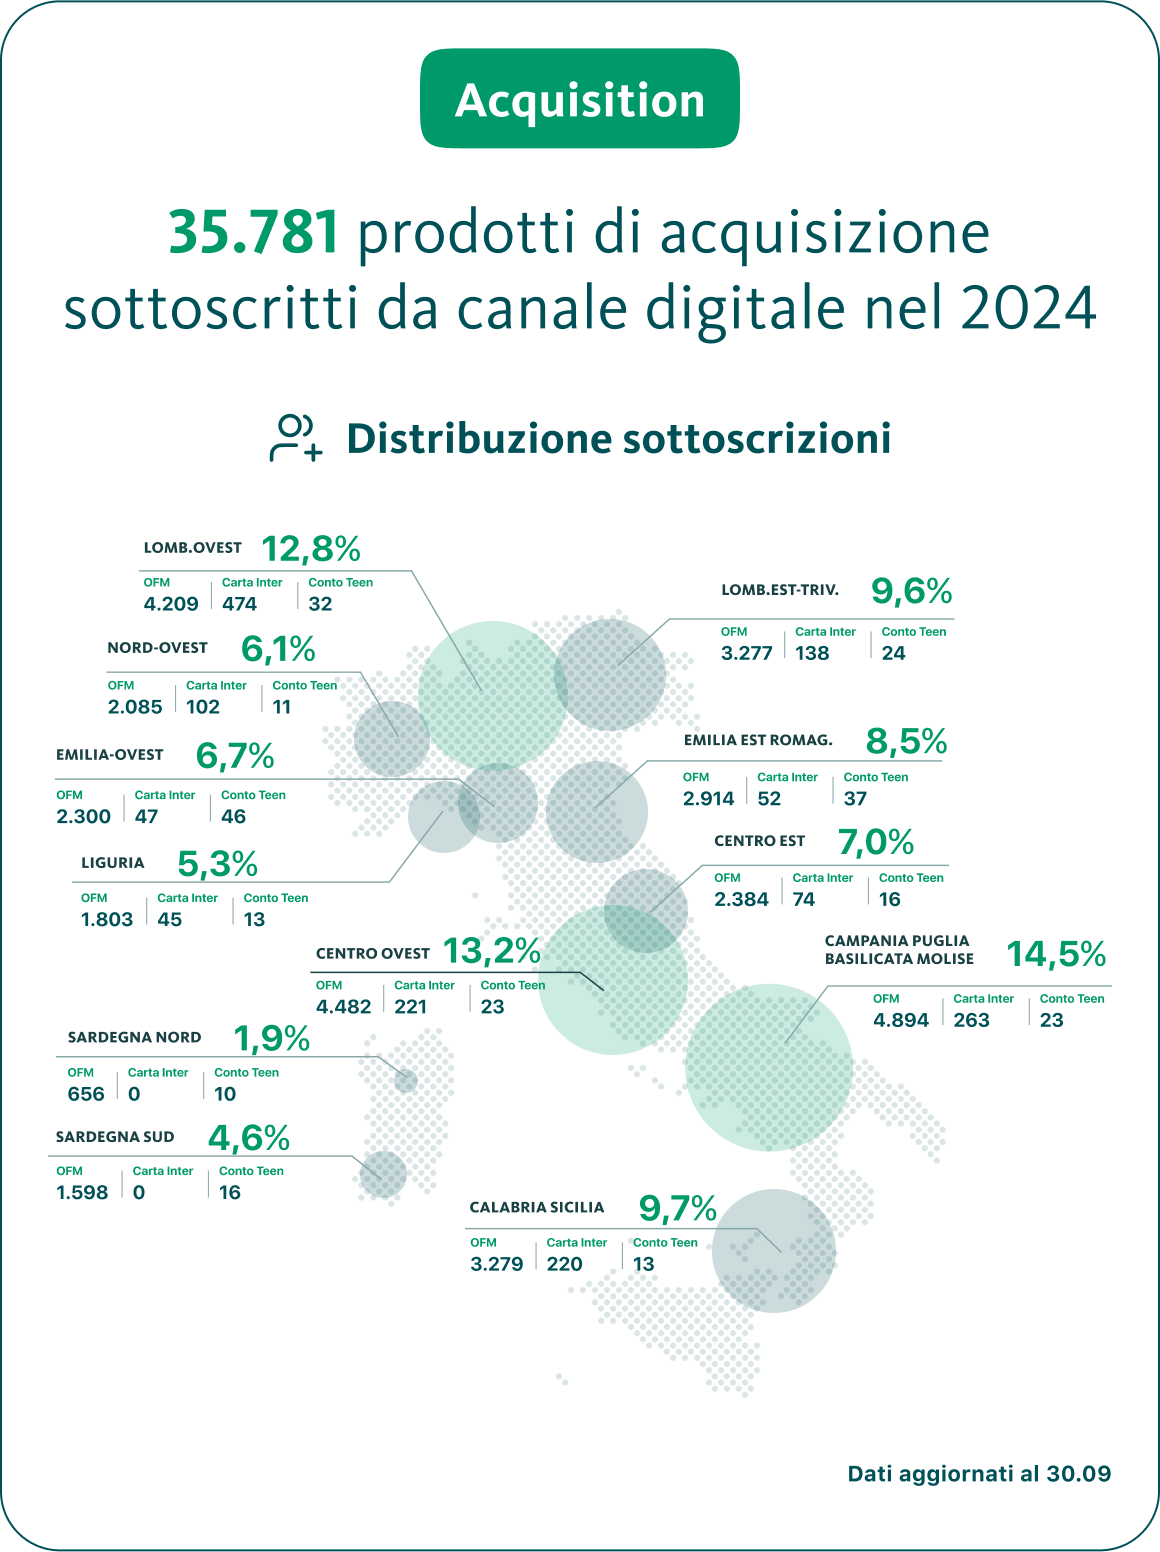 Acquisition
35.781 prodotti di acquisizione
sottoscritti da canale digitale nel 2024
Distribuzione sottoscrizioni
LOMB.OVEST 12,8%
OFM Carta Inter Conto Teen
4.209 474 32
LOMB.EST-TRIV. 9,6%
OFM Carta Inter Conto Teen
3.277 138 24
NORD-OVEST 6,1%
OFM Carta Inter Conto Teen
2.085 102 11
EMILIA-OVEST 6,7%
OFM Carta Inter Conto Teen
2.300 47 46
EMILIA EST ROMAG. 8,5%
OFM Carta Inter Conto Teen
2.914 52 37
LIGURIA 5,3%
OFM Carta Inter Conto Teen
1.803 45 13
CENTRO EST 7,0%
OFM Carta Inter Conto Teen
2.384 74 16
CENTRO OVEST 13,2%
OFM Carta Inter Conto Teen
4.482 221 23
CAMPANIA PUGLIA
BASILICATA MOLISE 14,5%
OFM Carta Inter Conto Teen
4.894 263 23
SARDEGNA NORD 1,9%
OFM Carta Inter Conto Teen
656 0 10
SARDEGNA SUD 4,6%
OFM Carta Inter Conto Teen
1.598 0 16
CALABRIA SICILIA 9,7%
OFM Carta Inter Conto Teen
3.279 220 13
Dati aggiornati al 30.09